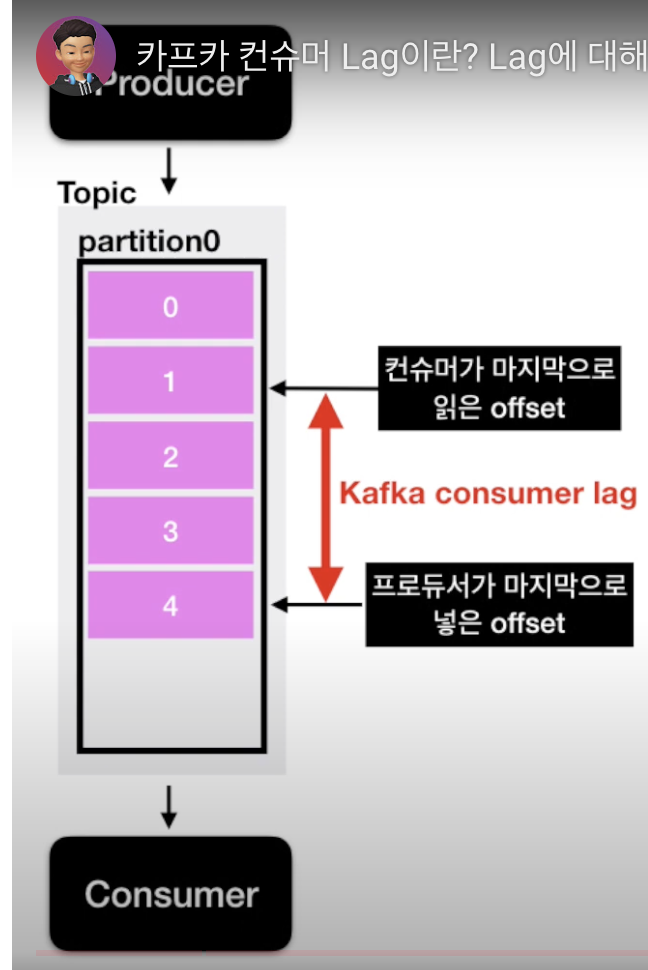 카프카 컨슈머 Lag이란? Lag에 대해
Producer
Topic
partition0
0
1
컨슈머가 마지막으로
읽은 offset
2
Kafka consumer lag
3
4
프로듀서가 마지막으로
넣은 offset
Consumer